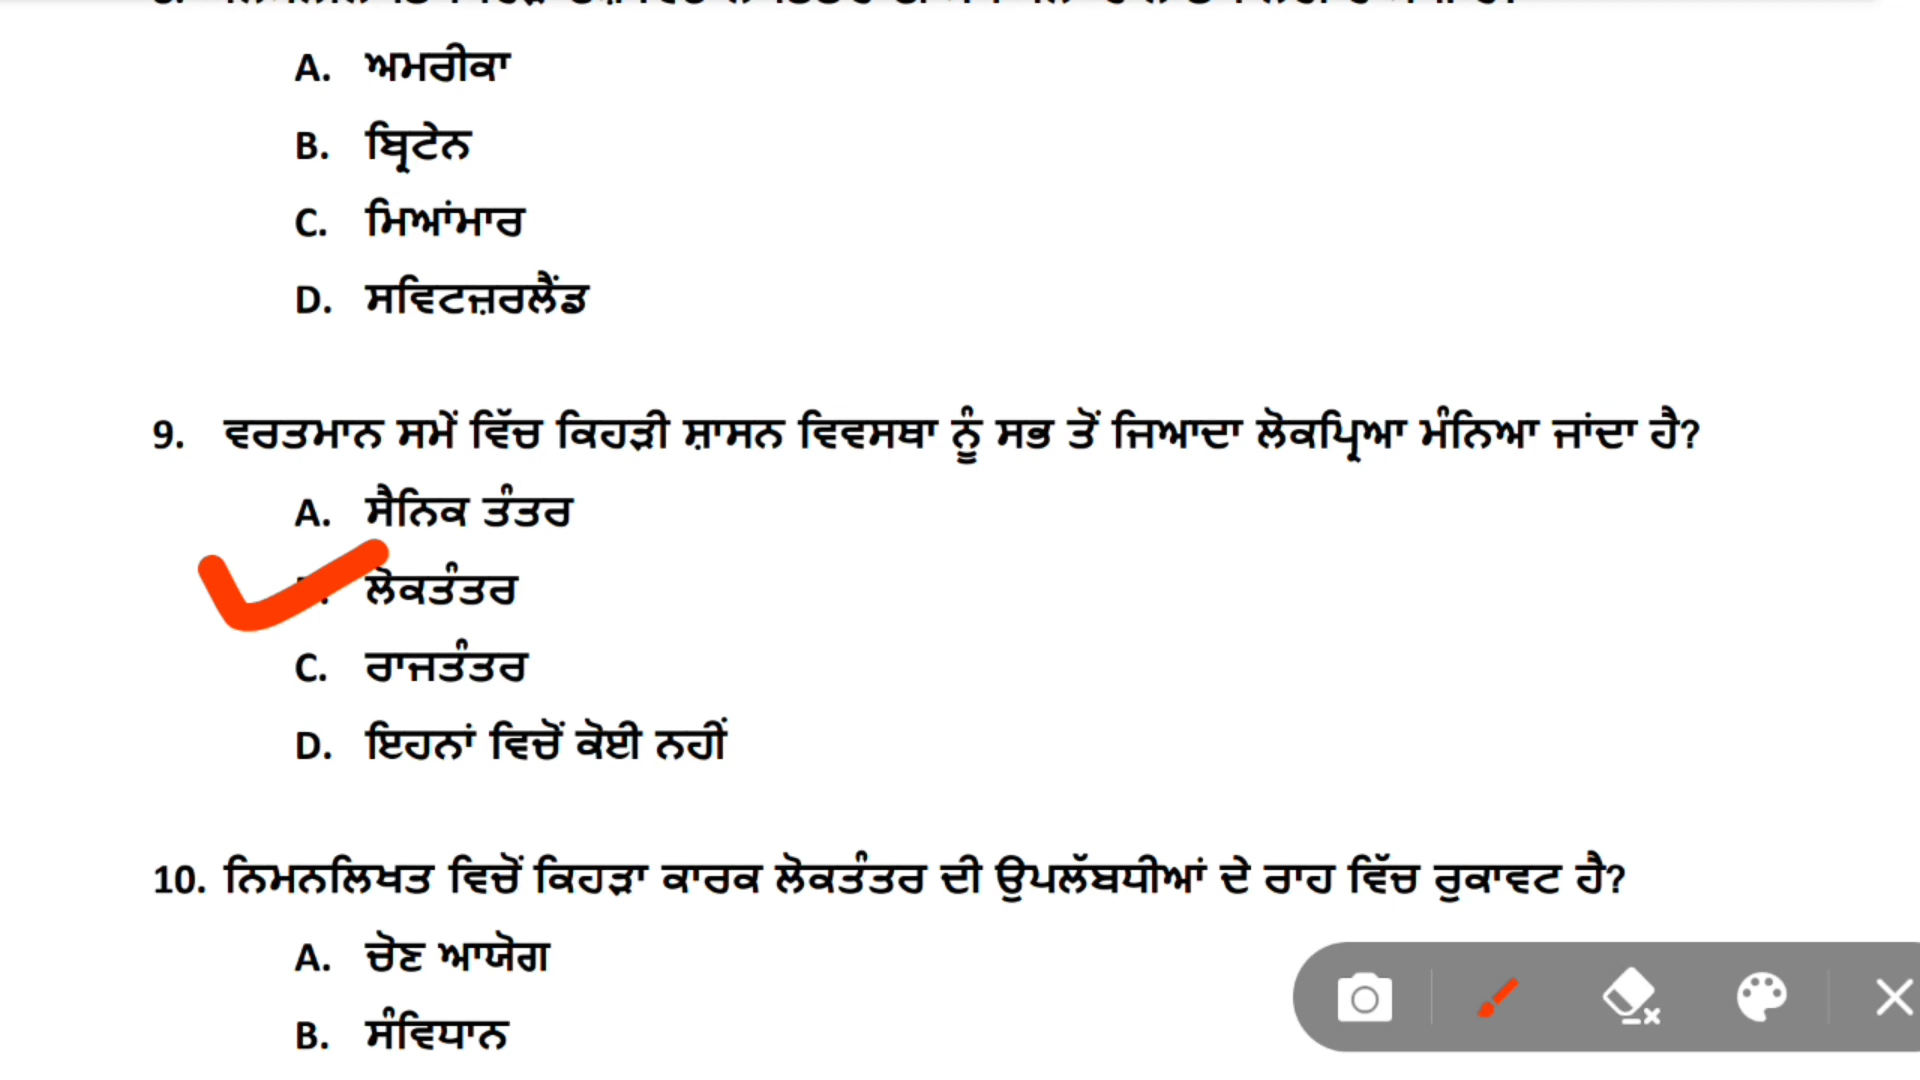 A. ਅਮਰੀਕਾ
B. ਬ੍ਰਿਟੇਨ
C. ਮਿਆਂਮਾਰ
D. ਸਵਿਟਜ਼ਰਲੈਂਡ
9. ਵਰਤਮਾਨ ਸਮੇਂ ਵਿੱਚ ਕਿਹੜੀ ਸ਼ਾਸਨ ਵਿਵਸਥਾ ਨੂੰ ਸਭ ਤੋਂ ਜਿਆਦਾ ਲੋਕਪ੍ਰਿਆ ਮੰਨਿਆ ਜਾਂਦਾ ਹੈ?
A. ਸੈਨਿਕ ਤੰਤਰ
ਲੋਕਤੰਤਰ
C. ਰਾਜਤੰਤਰ
D. ਇਹਨਾਂ ਵਿਚੋਂ ਕੋਈ ਨਹੀਂ
10. ਨਿਮਨਲਿਖਤ ਵਿਚੋਂ ਕਿਹੜਾ ਕਾਰਕ ਲੋਕਤੰਤਰ ਦੀ ਉਪਲੱਬਧੀਆਂ ਦੇ ਰਾਹ ਵਿੱਚ ਰੁਕਾਵਟ ਹੈ?
A. ਚੋਣ ਆਯੋਗ
B. ਸੰਵਿਧਾਨ